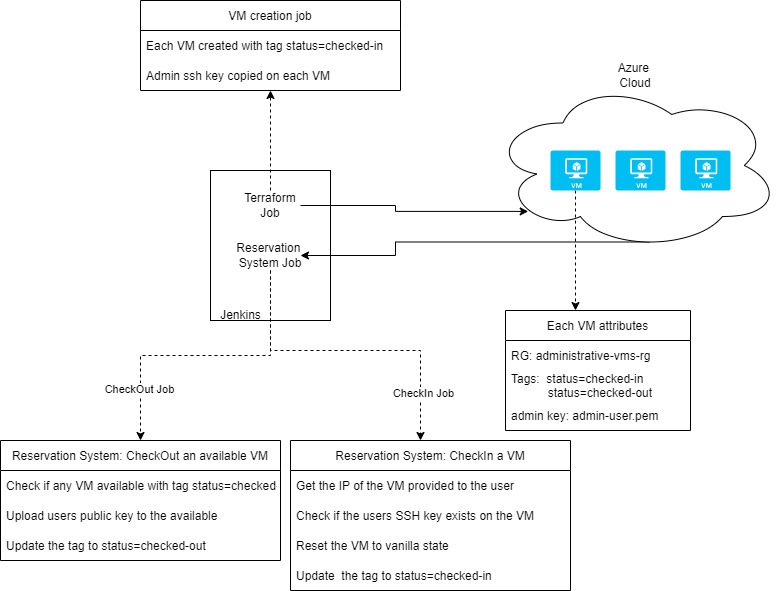 VM creation job
Each VM created with tag status=checked-in
Admin ssh key copied on each VM
Azure
Cloud
VM
VM
VM
Terraform
Job
Reservation
System Job
Jenkins
Each VM attributes
RG: administrative-vms-rg
Tags: status=checked-in
status=checked-out
admin key: admin-user.pem
CheckOut Job
CheckIn Job
Reservation System: CheckOut an available VM
Check if any VM available with tag status=checked
Upload users public key to the available
Update the tag to status=checked-out
Reservation System: CheckIn a VM
Get the IP of the VM provided to the user
Check if the users SSH key exists on the VM
Reset the VM to vanilla state
Update the tag to status=checked-in